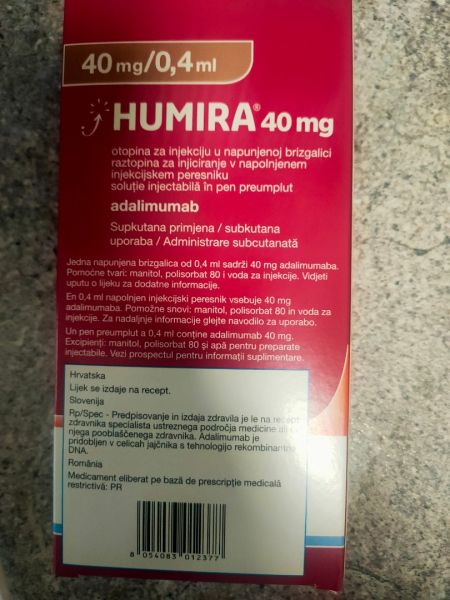 40 mg/0,4 ml
HUMIRA® 40 mg
otopina za injekciju u napunjenoj brizgalici
raztopina za injiciranje v napolnjenem
injekcijskem peresniku
soluție injectabilă în pen preumplut
adalimumab
Supkutana primjena / subkutana
uporaba / Administrare subcutanată
Jedna napunjena brizgalica od 0,4 ml sadrži 40 mg adalimumaba.
Pomoćne tvari: manitol, polisorbat 80 i voda za injekcije. Vidjeti
uputu o lijeku za dodatne informacije.
En 0,4 ml napolnjen injekcijski peresnik vsebuje 40 mg
adalimumaba. Pomožne snovi: manitol, polisorbat 80 in voda za
injekcije. Za nadaljnje informacije glejte navodilo za uporabo.
Un pen preumplut a 0,4 ml conține adalimumab 40 mg.
Excipienți: manitol, polisorbat 80 și apă pentru preparate
injectabile. Vezi prospectul pentru informații suplimentare.
Hrvatska
Lijek se izdaje na recept.
Slovenija
Rp/Spec - Predpisovanje in izdaja zdravila je le na recept
zdravnika specialista ustreznega področja medicine ali
njega pooblaščenega zdravnika. Adalimumab je
pridobljen v celicah jajčnika s tehnologijo rekombinantne
DNA.
România
Medicament eliberat pe bază de prescripție medicală
restrictivă: PR
8 054083 012377